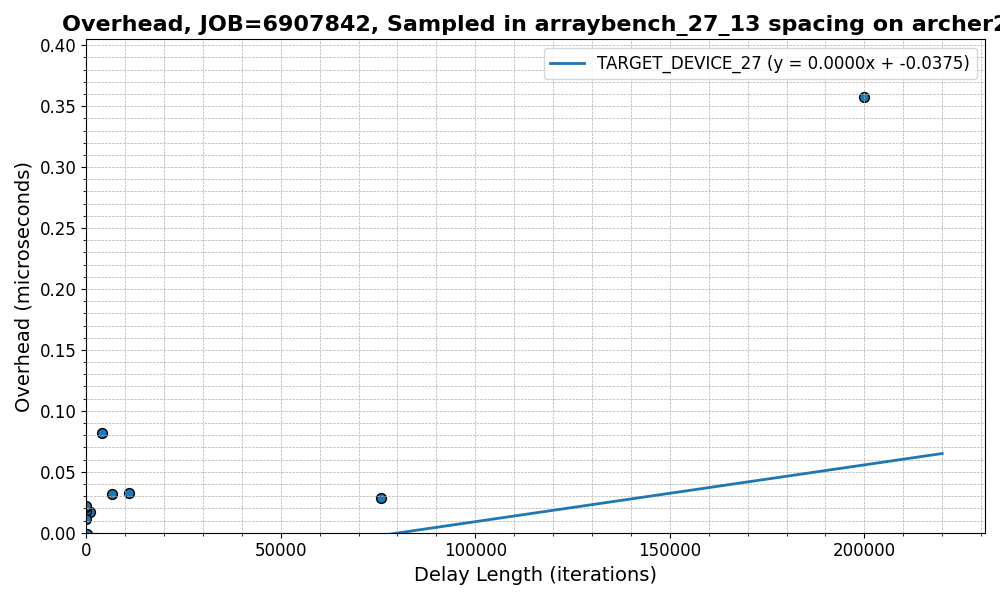 Overhead, JOB=6907842, Sampled in arraybench_27_13 spacing on archer2
TARGET_DEVICE_27 (y = 0.0000x + -0.0375)
Overhead (microseconds)
0.40
0.35
0.30
0.25
0.20
0.15
0.10
0.05
0.00
0 50000 100000 150000 200000
Delay Length (iterations)